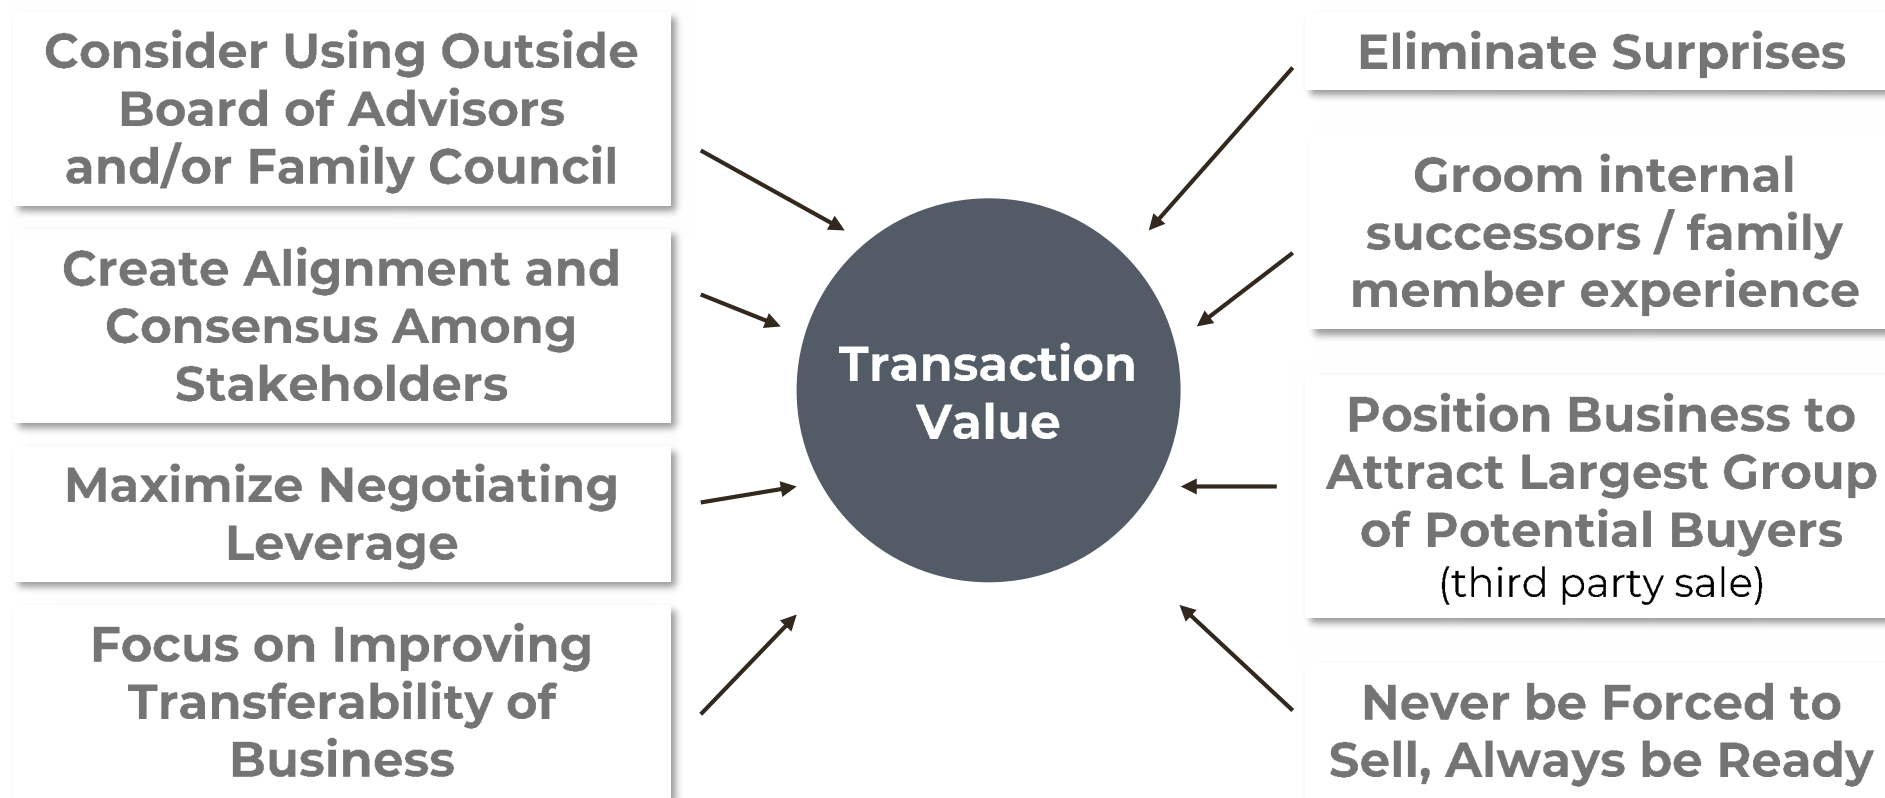 Consider Using Outside
Board of Advisors
and/or Family Council
Create Alignment and
Consensus Among
Stakeholders
Maximize Negotiating
Leverage
Focus on Improving
Transferability of
Business
Transaction
Value
Eliminate Surprises
Groom internal
successors / family
member experience
Position Business to
Attract Largest Group
of Potential Buyers
(third party sale)
Never be Forced to
Sell, Always be Ready